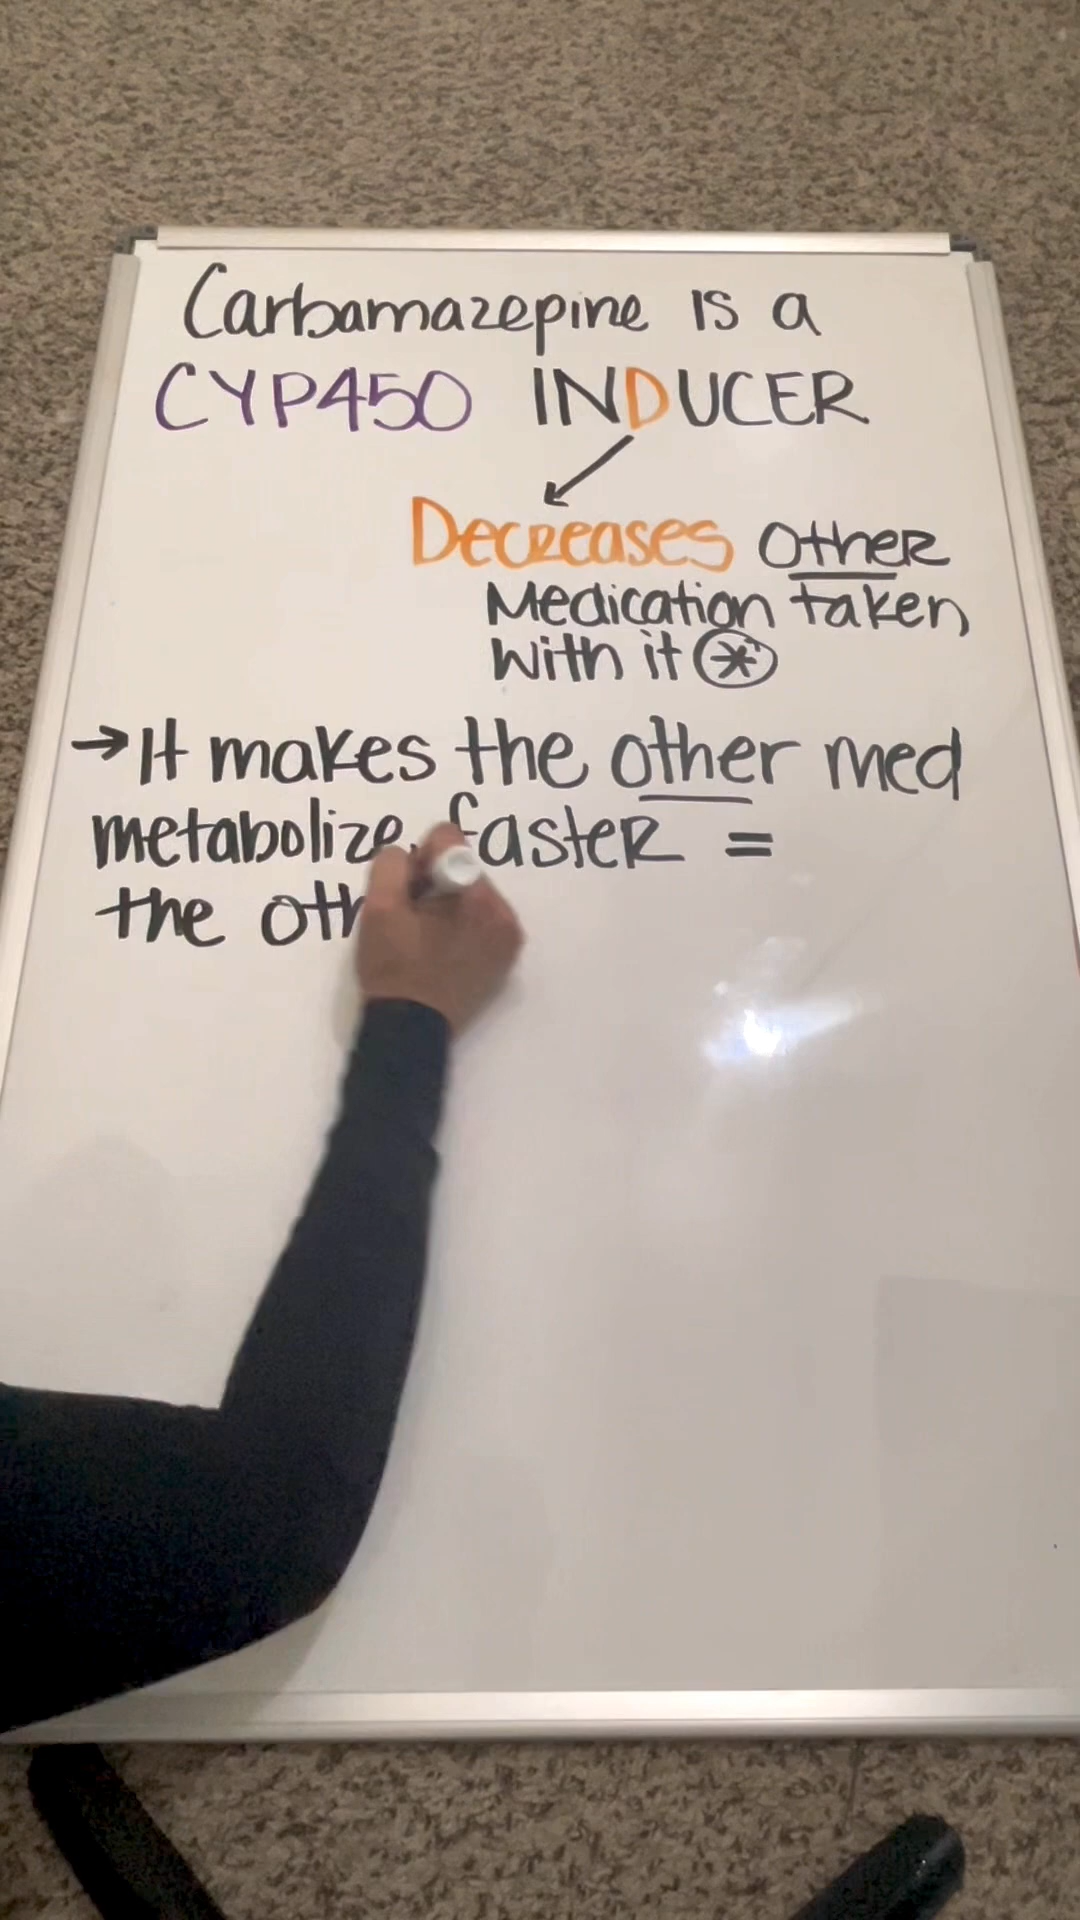 Carbamazepine is a
CYP450 INDUCER
Decreases other
Medication taken
with it *
→ It makes the other med
metabolize faster =
the oth